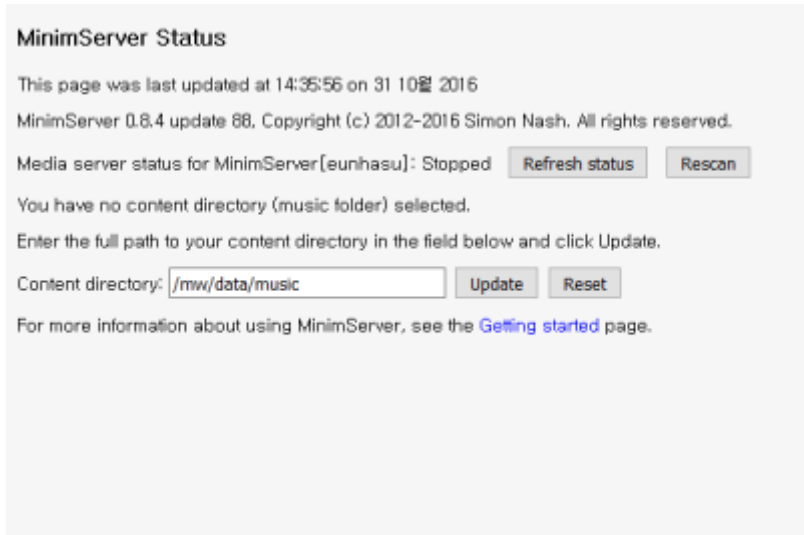 MinimServer Status
This page was last updated at 14:35:56 on 31 10월 2016
MinimServer 0.8.4 update 88, Copyright (c) 2012-2016 Simon Nash. All rights reserved.
Media server status for MinimServer[eunhasu]: Stopped Refresh status Rescan
You have no content directory (music folder) selected.
Enter the full path to your content directory in the field below and click Update.
Content directory: /mw/data/music Update Reset
For more information about using MinimServer, see the Getting started page.